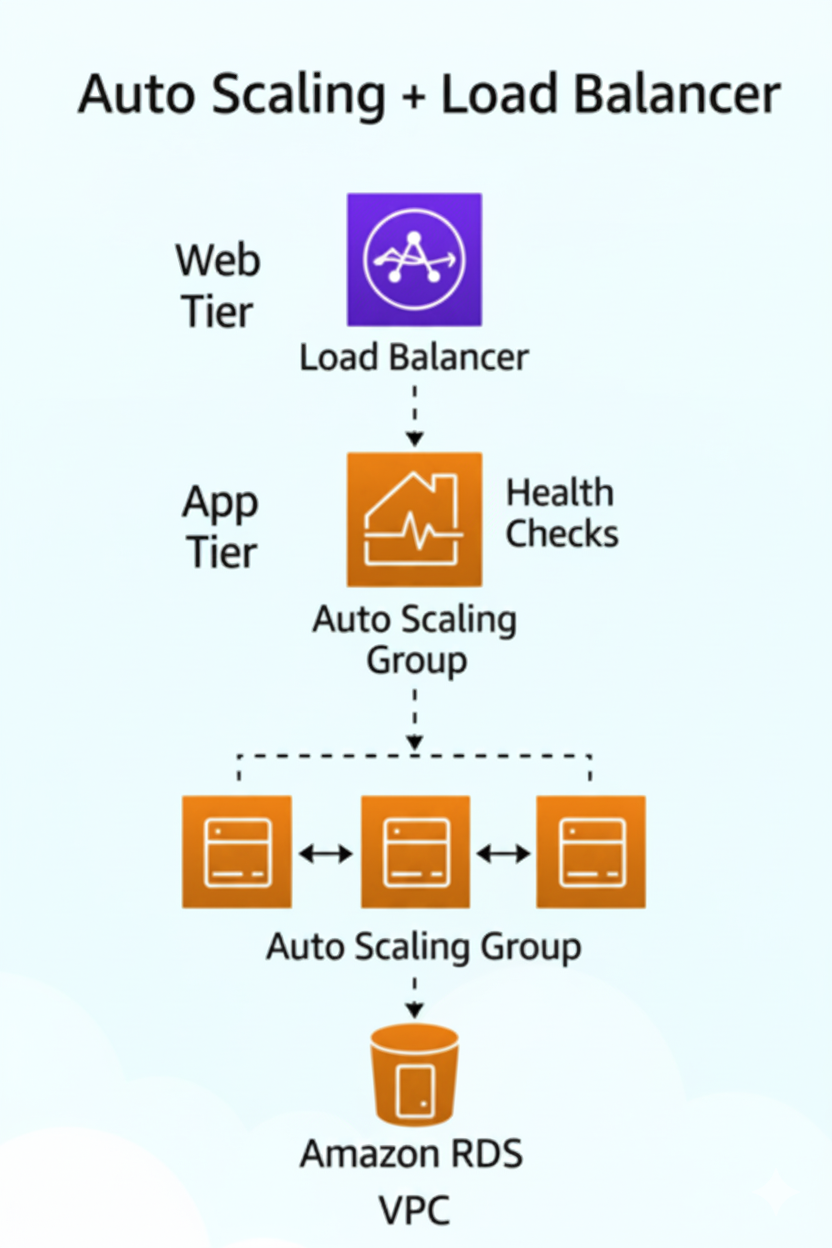 Auto Scaling + Load Balancer
Web
Tier
Load Balancer
App
Tier
Health
Checks
Auto Scaling
Group
Auto Scaling Group
Amazon RDS
VPC